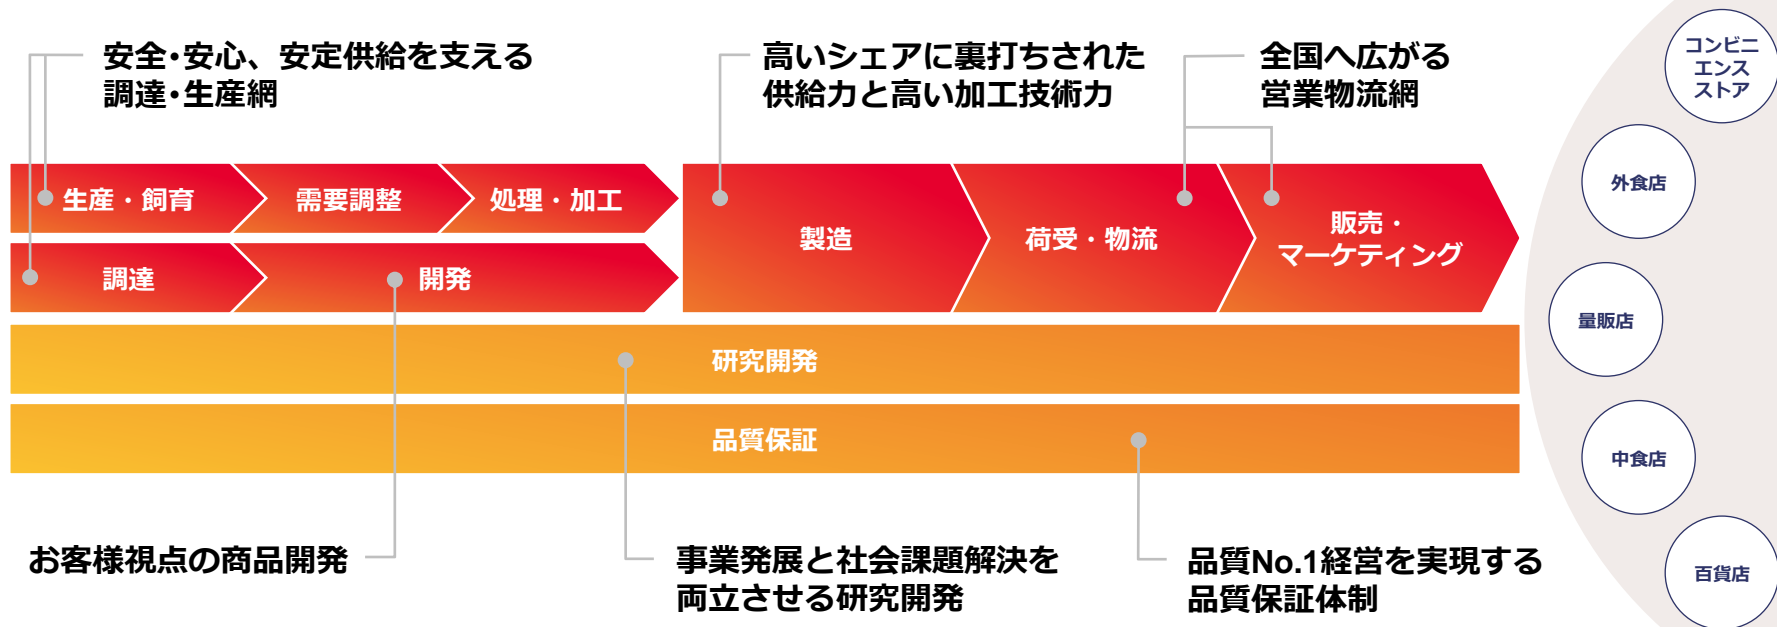 安全・安心、安定供給を支える
調達・生産網
高いシェアに裏打ちされた
供給力と高い加工技術力
全国へ広がる
営業物流網
生産・飼育
需要調整
処理・加工
調達
開発
製造
荷受・物流
販売・
マーケティング
研究開発
品質保証
お客様視点の商品開発
事業発展と社会課題解決を
両立させる研究開発
品質No.1経営を実現する
品質保証体制
コンビニ
エンス
ストア
外食店
量販店
中食店
百貨店